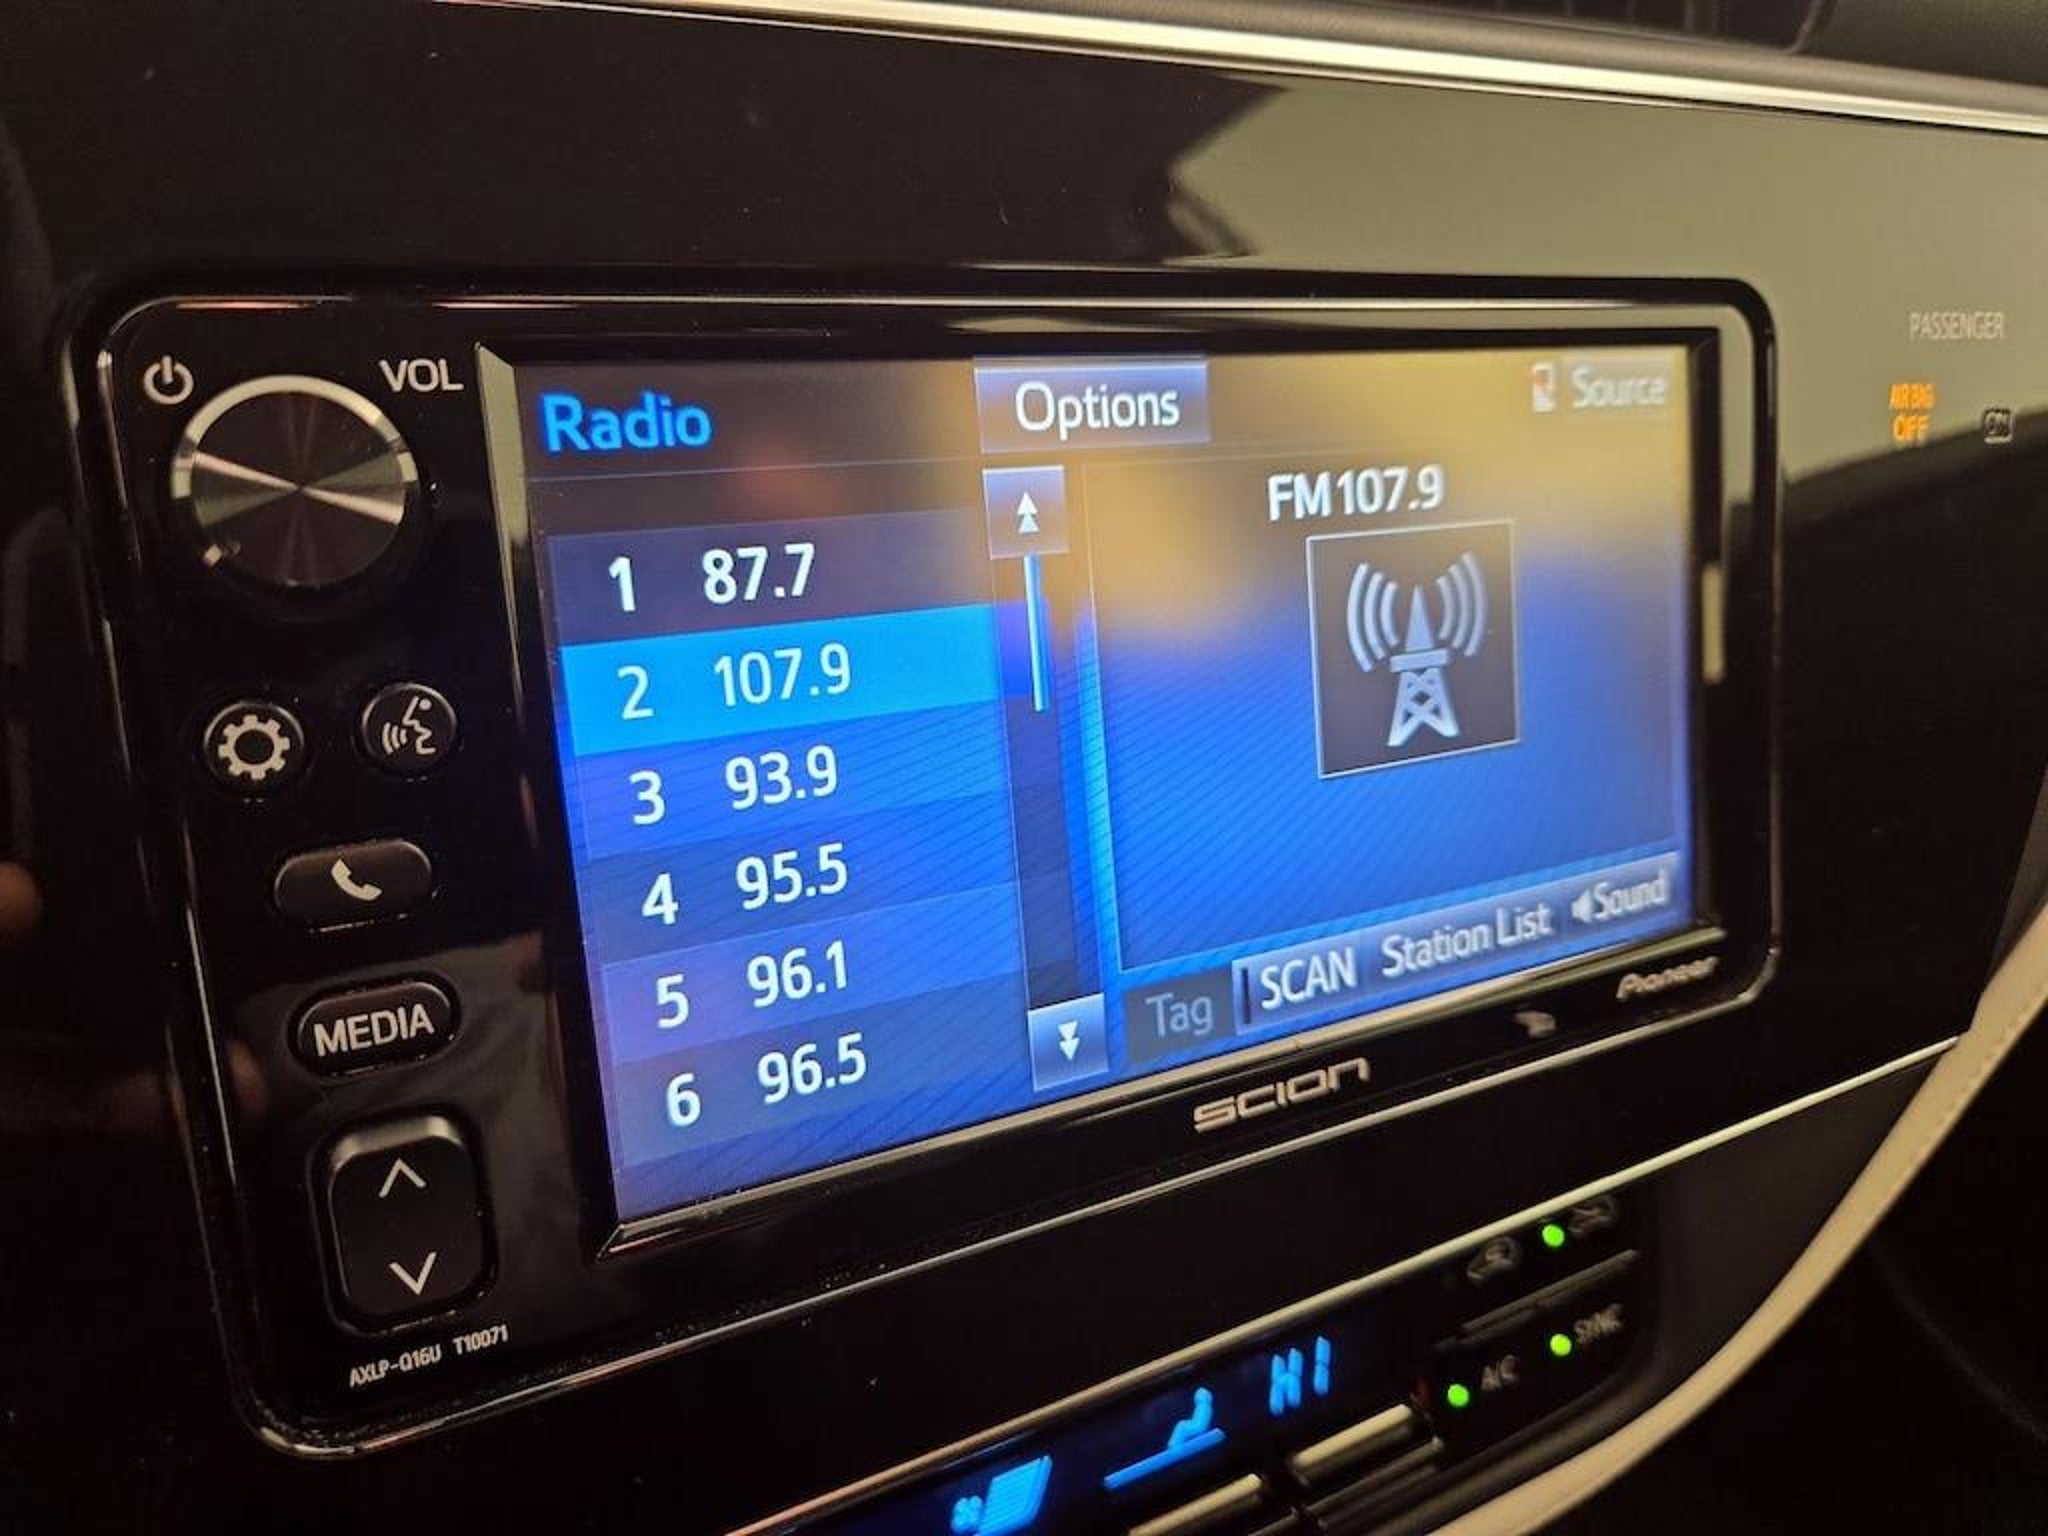 VOL
Radio
Options
Source
PASSENGER
AIR BAG
OFF
ON
FM 107.9
1 87.7
2 107.9
3 93.9
4 95.5
5 96.1
6 96.5
Tag
SCAN
Station List
Sound
MEDIA
Pioneer
SCION
AXLP-Q16U T10071
HI
A/C
SYNC